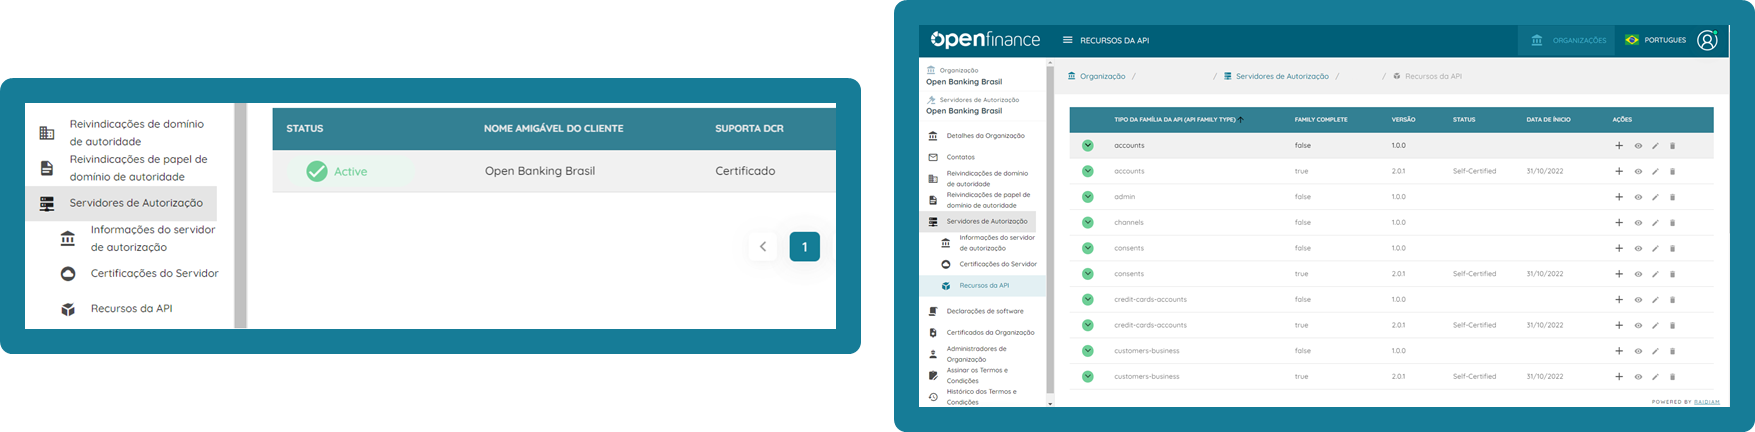 Reivindicações de domínio
de autoridade
Reivindicações de papel de
domínio de autoridade
Servidores de Autorização
Informações do servidor
de autorização
Certificações do Servidor
Recursos da API
STATUS NOME AMIGÁVEL DO CLIENTE SUPORTA DCR
Active Open Banking Brasil Certificado
1
openfinance RECURSOS DA API ORGANIZAÇÕES PORTUGUES
Organização
Open Banking Brasil
Servidores de Autorização
Open Banking Brasil
Detalhes da Organização
Contatos
Reivindicações de domínio
de autoridade
Reivindicações de papel de
domínio de autoridade
Servidores de Autorização
Informações do servidor
de autorização
Certificações do Servidor
Recursos da API
Declarações de software
Certificados da Organização
Administradores de
Organização
Assinar os Termos e
Condições
Histórico dos Termos e
Condições
Organização / / Servidores de Autorização / / Recursos da API
TIPO DA FAMÍLIA DA API (API FAMILY TYPE) FAMILY COMPLETE VERSÃO STATUS DATA DE ÍNICIO AÇÕES
accounts false 1.0.0
accounts true 2.0.1 Self-Certified 31/10/2022
admin false 1.0.0
channels false 1.0.0
consents false 1.0.0
consents true 2.0.1 Self-Certified 31/10/2022
credit-cards-accounts false 1.0.0
credit-cards-accounts true 2.0.1 Self-Certified 31/10/2022
customers-business false 1.0.0
customers-business true 2.0.1 Self-Certified 31/10/2022
POWERED BY RAIDIAM